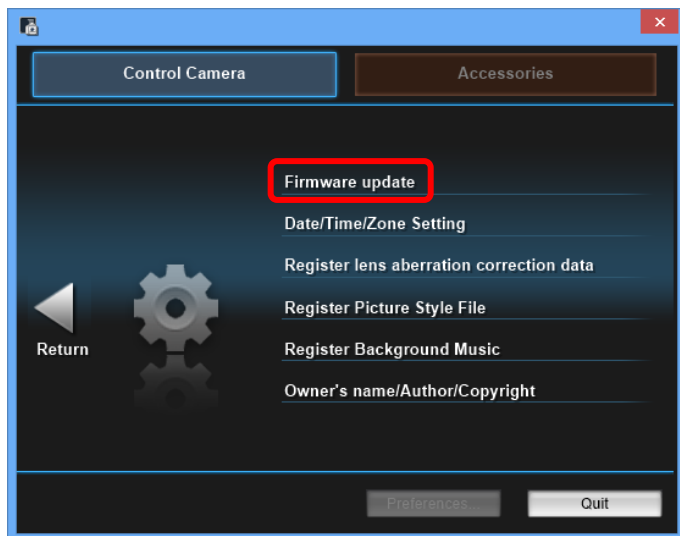 Control Camera
Accessories
Firmware update
Date/Time/Zone Setting
Register lens aberration correction data
Register Picture Style File
Register Background Music
Owner's name/Author/Copyright
Return
Preferences...
Quit